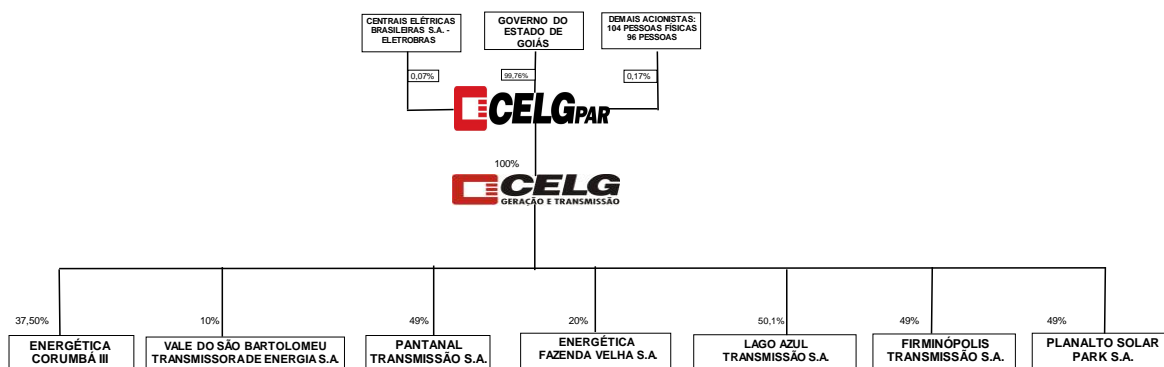 CENTRAIS ELÉTRICAS
BRASILEIRAS S.A. -
ELETROBRAS
GOVERNO DO
ESTADO DE
GOIÁS
DEMAIS ACIONISTAS:
104 PESSOAS FÍSICAS
96 PESSOAS
0,07%
99,76%
0,17%
CELGPAR
100%
CELG
GERAÇÃO E TRANSMISSÃO
37,50%
10%
49%
20%
50,1%
49%
49%
ENERGÉTICA
CORUMBÁ III
VALE DO SÃO BARTOLOMEU
TRANSMISSORA DE ENERGIA S.A.
PANTANAL
TRANSMISSÃO S.A.
ENERGÉTICA
FAZENDA VELHA S.A.
LAGO AZUL
TRANSMISSÃO S.A.
FIRMINÓPOLIS
TRANSMISSÃO S.A.
PLANALTO SOLAR
PARK S.A.